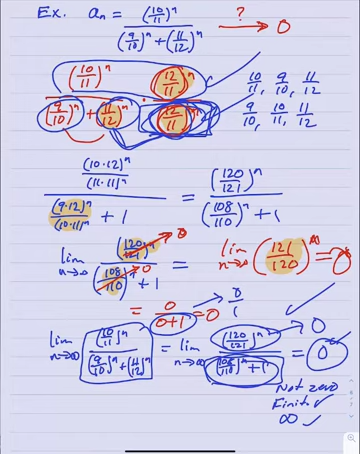 Ex. aₙ = (10/11)ⁿ / ((9/10)ⁿ + (11/12)ⁿ) ? → 0
(10/11)ⁿ / ((9/10)ⁿ + (11/12)ⁿ) · (12/11)ⁿ / (12/11)ⁿ
10/11, 9/10, 11/12
9/10, 10/11, 11/12
((10·12)ⁿ/(11·11)ⁿ) / ((9·12)ⁿ/(10·11)ⁿ + 1) = (120/121)ⁿ / ((108/110)ⁿ + 1)
lim n→∞ (120/121)ⁿ → 0 / ((108/110)ⁿ → 0 + 1) = lim n→∞ (121/120)^∞ = 0
= 0/(0+1) = 0 → 0/1
lim n→∞ (10/11)ⁿ / ((9/10)ⁿ + (11/12)ⁿ) = lim n→∞ (120/121)ⁿ / ((108/110)ⁿ + 1) = 0 → 0
Not zero
Finite ✓
∞ ✓